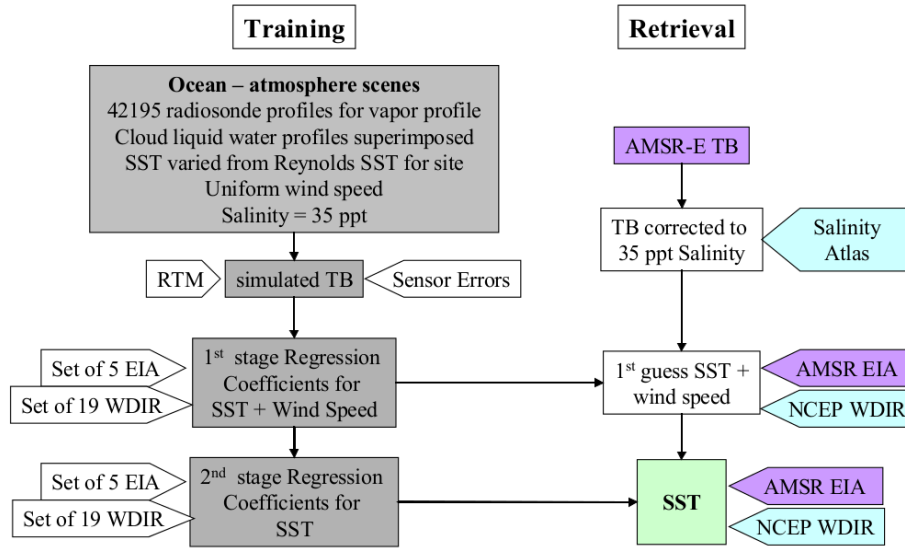 Training
Retrieval
Ocean – atmosphere scenes
42195 radiosonde profiles for vapor profile
Cloud liquid water profiles superimposed
SST varied from Reynolds SST for site
Uniform wind speed
Salinity = 35 ppt
AMSR-E TB
TB corrected to
35 ppt Salinity
Salinity
Atlas
RTM
simulated TB
Sensor Errors
Set of 5 EIA
Set of 19 WDIR
1st stage Regression
Coefficients for
SST + Wind Speed
1st guess SST +
wind speed
AMSR EIA
NCEP WDIR
Set of 5 EIA
Set of 19 WDIR
2nd stage Regression
Coefficients for
SST
SST
AMSR EIA
NCEP WDIR